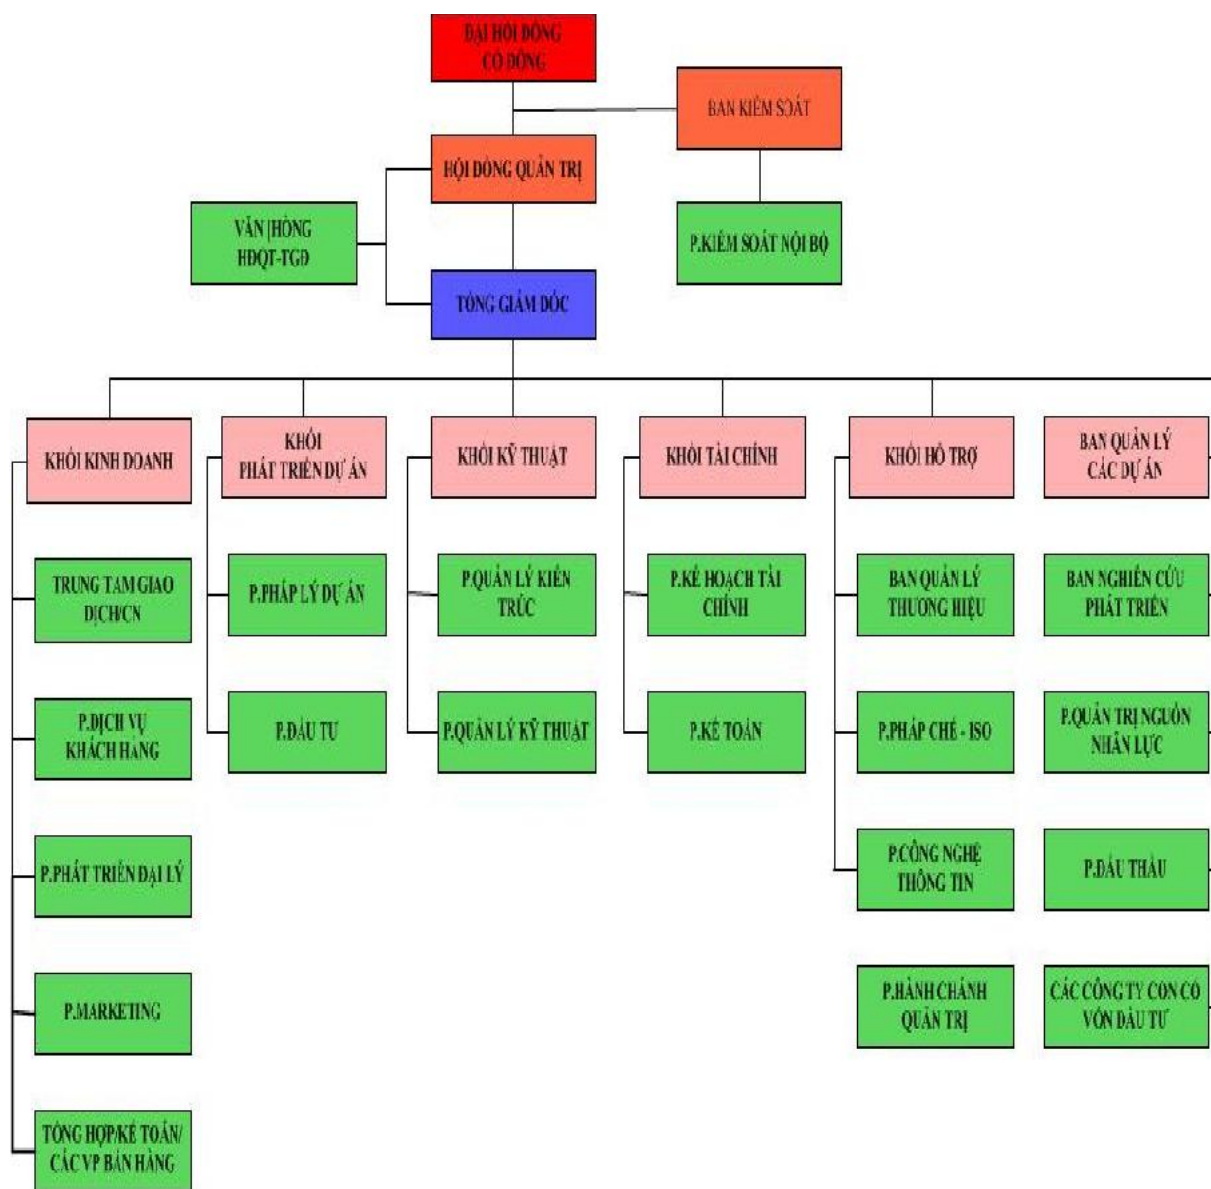 ĐẠI HỘI ĐỒNG
CỔ ĐÔNG
BAN KIỂM SOÁT
HỘI ĐỒNG QUẢN TRỊ
VĂN |HÒNG
HĐQT-TGĐ
P.KIỂM SOÁT NỘI BỘ
TỔNG GIÁM ĐỐC
KHỐI KINH DOANH
KHỐI
PHÁT TRIỂN DỰ ÁN
KHỐI KỸ THUẬT
KHỐI TÀI CHÍNH
KHỐI HỖ TRỢ
BAN QUẢN LÝ
CÁC DỰ ÁN
TRUNG TAM GIAO
DỊCH/CN
P.PHÁP LÝ DỰ ÁN
P.QUẢN LÝ KIẾN
TRÚC
P.KẾ HOẠCH TÀI
CHÍNH
BAN QUẢN LÝ
THƯƠNG HIỆU
BAN NGHIÊN CỨU
PHÁT TRIỂN
P.DỊCH VỤ
KHÁCH HÀNG
P.ĐẦU TƯ
P.QUẢN LÝ KỸ THUẬT
P.KẾ TOÁN
P.PHÁP CHẾ - ISO
P.QUẢN TRỊ NGUỒN
NHÂN LỰC
P.PHÁT TRIỂN ĐẠI LÝ
P.CÔNG NGHỆ
THÔNG TIN
P.ĐẤU THẦU
P.MARKETING
P.HÀNH CHÁNH
QUẢN TRỊ
CÁC CÔNG TY CON CÓ
VỐN ĐẦU TƯ
TỔNG HỢP/KẾ TOÁN/
CÁC VP BÁN HÀNG